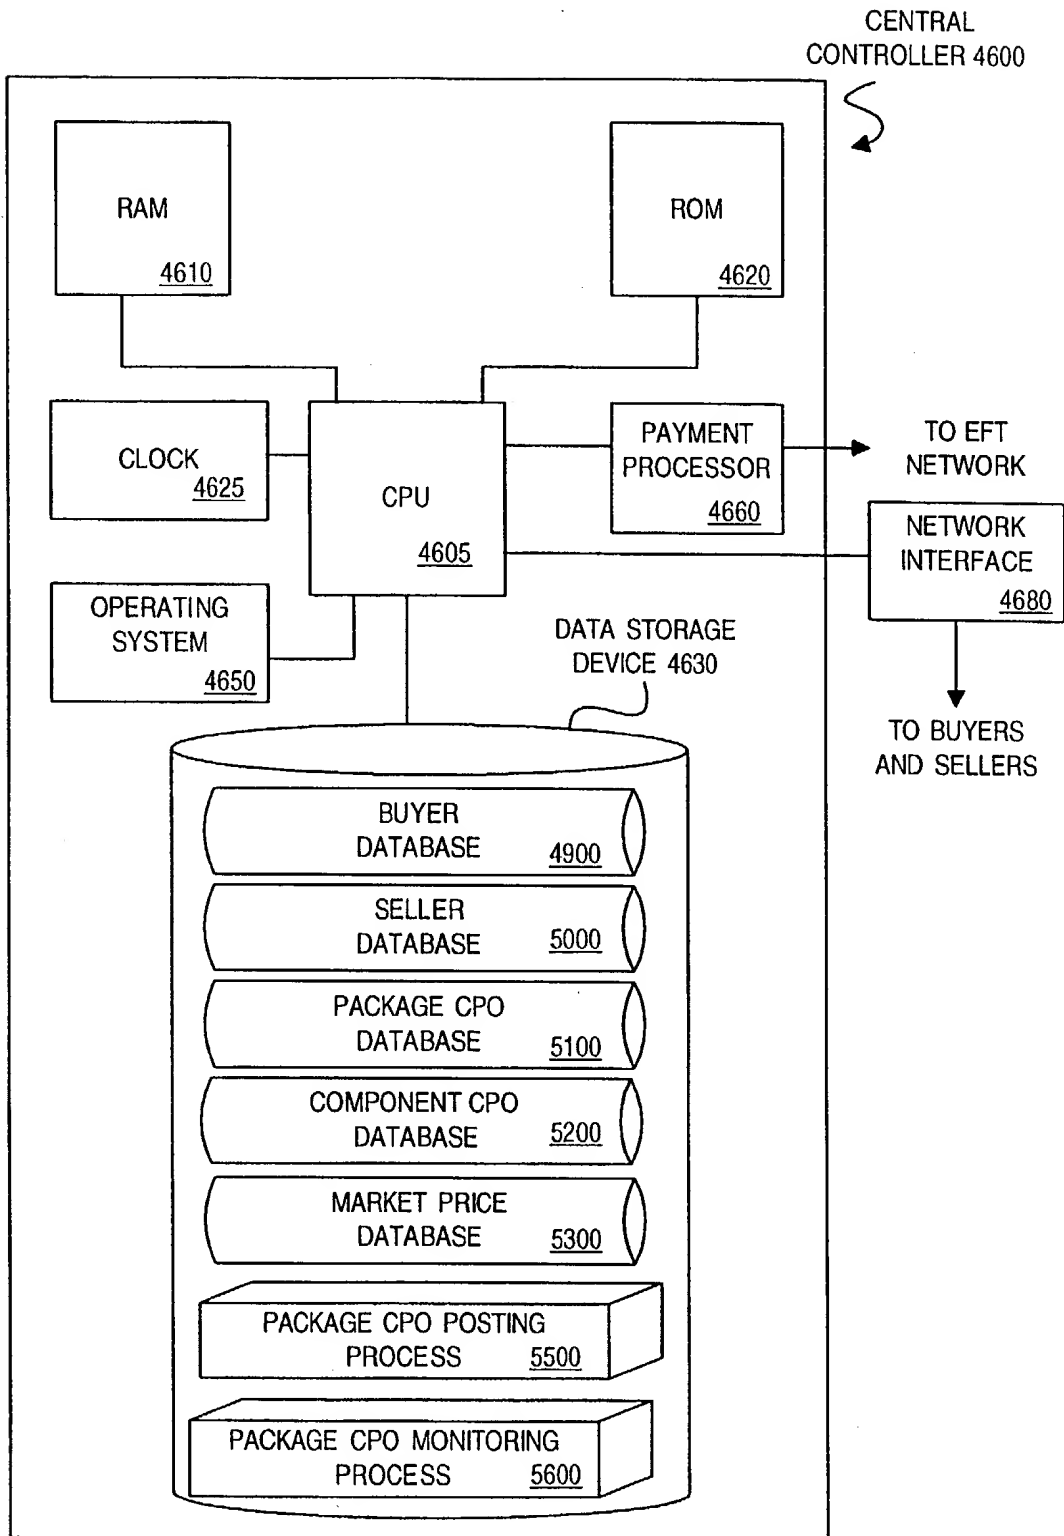 CENTRAL
CONTROLLER 4600
RAM
4610
ROM
4620
CLOCK
4625
CPU
4605
PAYMENT
PROCESSOR
4660
TO EFT
NETWORK
NETWORK
INTERFACE
4680
OPERATING
SYSTEM
4650
DATA STORAGE
DEVICE 4630
TO BUYERS
AND SELLERS
BUYER
DATABASE 4900
SELLER
DATABASE 5000
PACKAGE CPO
DATABASE 5100
COMPONENT CPO
DATABASE 5200
MARKET PRICE
DATABASE 5300
PACKAGE CPO POSTING
PROCESS 5500
PACKAGE CPO MONITORING
PROCESS 5600